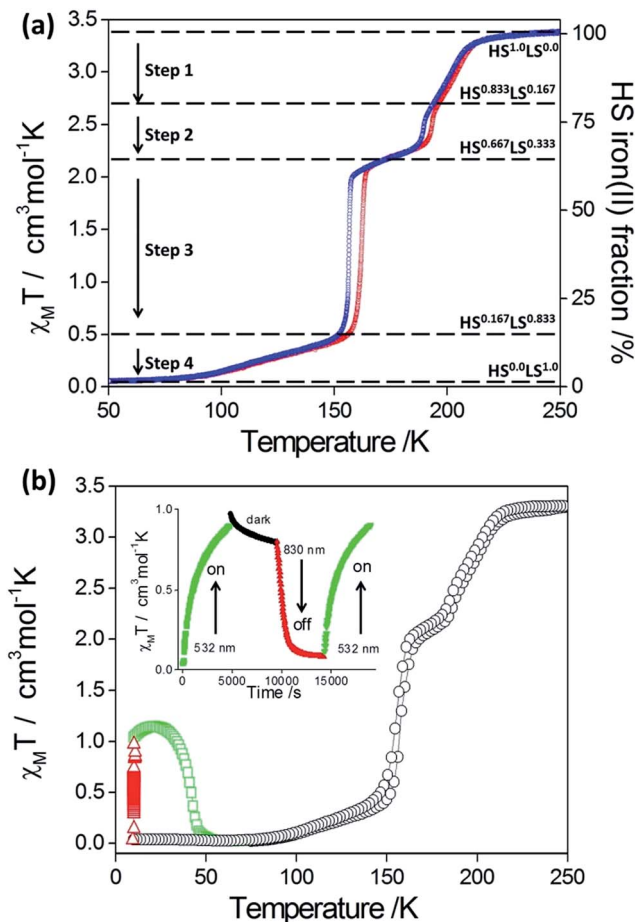 (a)
3.5
3.0
2.5
2.0
1.5
1.0
0.5
0.0
χMT / cm³mol⁻¹K
Step 1
Step 2
Step 3
Step 4
HS¹·⁰LS⁰·⁰
HS⁰·⁸³³LS⁰·¹⁶⁷
HS⁰·⁶⁶⁷LS⁰·³³³
HS⁰·¹⁶⁷LS⁰·⁸³³
HS⁰·⁰LS¹·⁰
100
75
50
25
0
HS iron(II) fraction /%
50 100 150 200 250
Temperature /K
(b)
3.5
3.0
2.5
2.0
1.5
1.0
0.5
0.0
χMT / cm³mol⁻¹K
1.0
0.5
0.0
χMT / cm³mol⁻¹K
dark
830 nm
on
on
off
532 nm
532 nm
0 5000 10000 15000
Time /s
0 50 100 150 200 250
Temperature /K